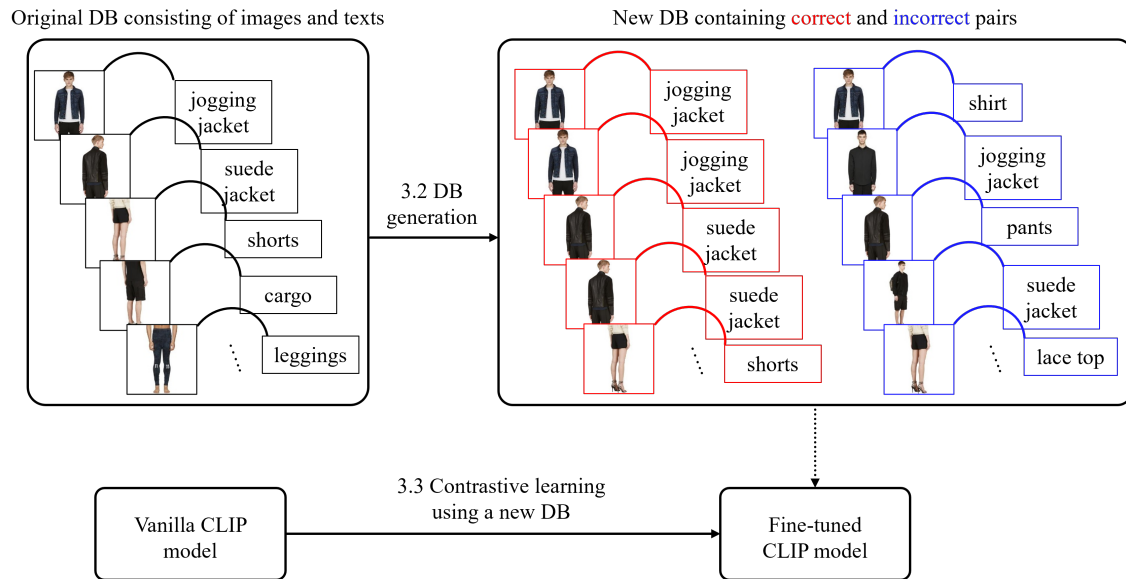 Original DB consisting of images and texts
New DB containing correct and incorrect pairs
jogging
jacket
suede
jacket
shorts
cargo
leggings
3.2 DB
generation
jogging
jacket
jogging
jacket
suede
jacket
suede
jacket
shorts
shirt
jogging
jacket
pants
suede
jacket
lace top
3.3 Contrastive learning
using a new DB
Vanilla CLIP
model
Fine-tuned
CLIP model